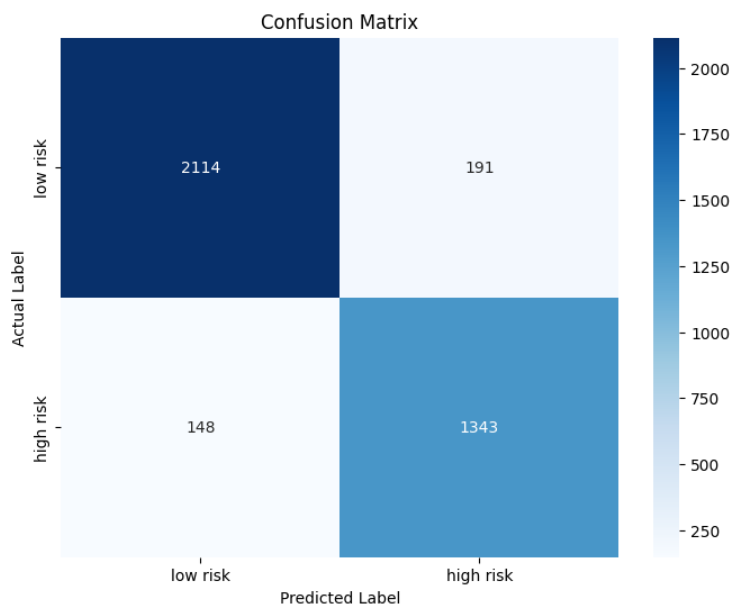 Confusion Matrix
Actual Label
low risk
high risk
2114
191
148
1343
low risk
high risk
Predicted Label
2000
1750
1500
1250
1000
750
500
250